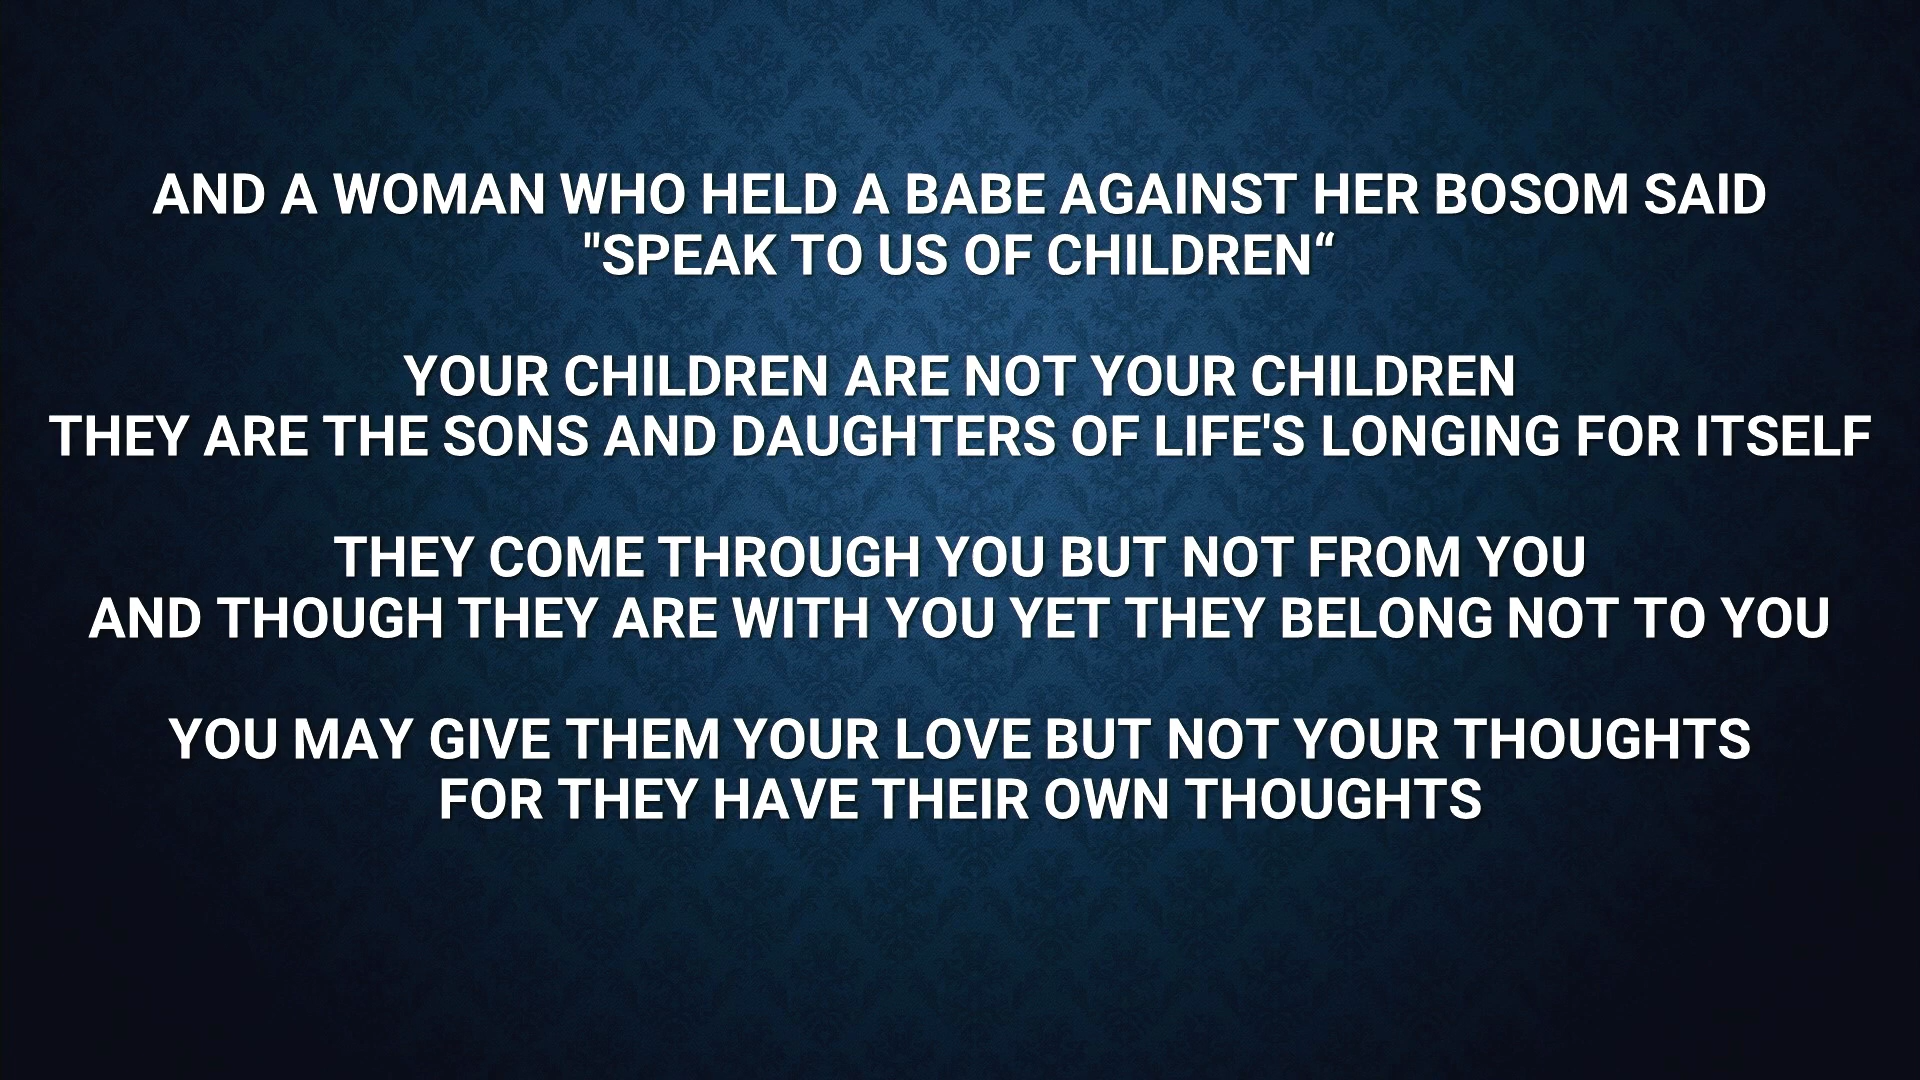 AND A WOMAN WHO HELD A BABE AGAINST HER BOSOM SAID
"SPEAK TO US OF CHILDREN“
YOUR CHILDREN ARE NOT YOUR CHILDREN
THEY ARE THE SONS AND DAUGHTERS OF LIFE'S LONGING FOR ITSELF
THEY COME THROUGH YOU BUT NOT FROM YOU
AND THOUGH THEY ARE WITH YOU YET THEY BELONG NOT TO YOU
YOU MAY GIVE THEM YOUR LOVE BUT NOT YOUR THOUGHTS
FOR THEY HAVE THEIR OWN THOUGHTS